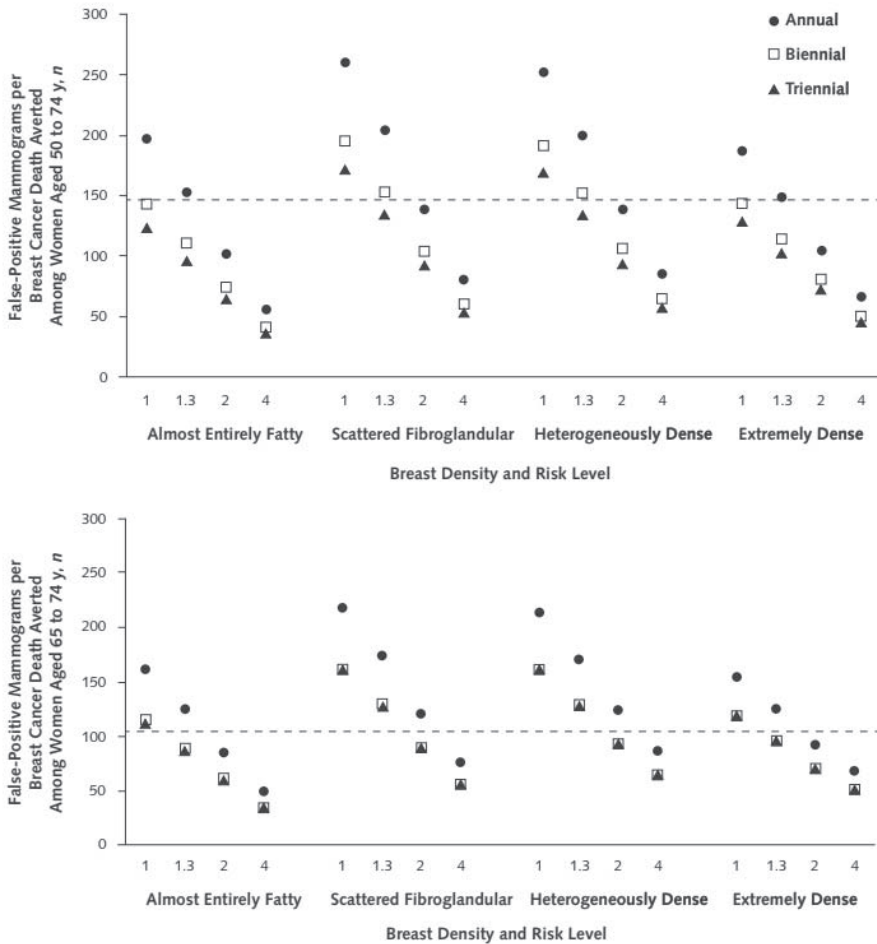 False-Positive Mammograms per
Breast Cancer Death Averted
Among Women Aged 50 to 74 y, n
300
250
200
150
100
50
0
Annual
Biennial
Triennial
1 1.3 2 4 1 1.3 2 4 1 1.3 2 4 1 1.3 2 4
Almost Entirely Fatty Scattered Fibroglandular Heterogeneously Dense Extremely Dense
Breast Density and Risk Level
False-Positive Mammograms per
Breast Cancer Death Averted
Among Women Aged 65 to 74 y, n
300
250
200
150
100
50
0
1 1.3 2 4 1 1.3 2 4 1 1.3 2 4 1 1.3 2 4
Almost Entirely Fatty Scattered Fibroglandular Heterogeneously Dense Extremely Dense
Breast Density and Risk Level